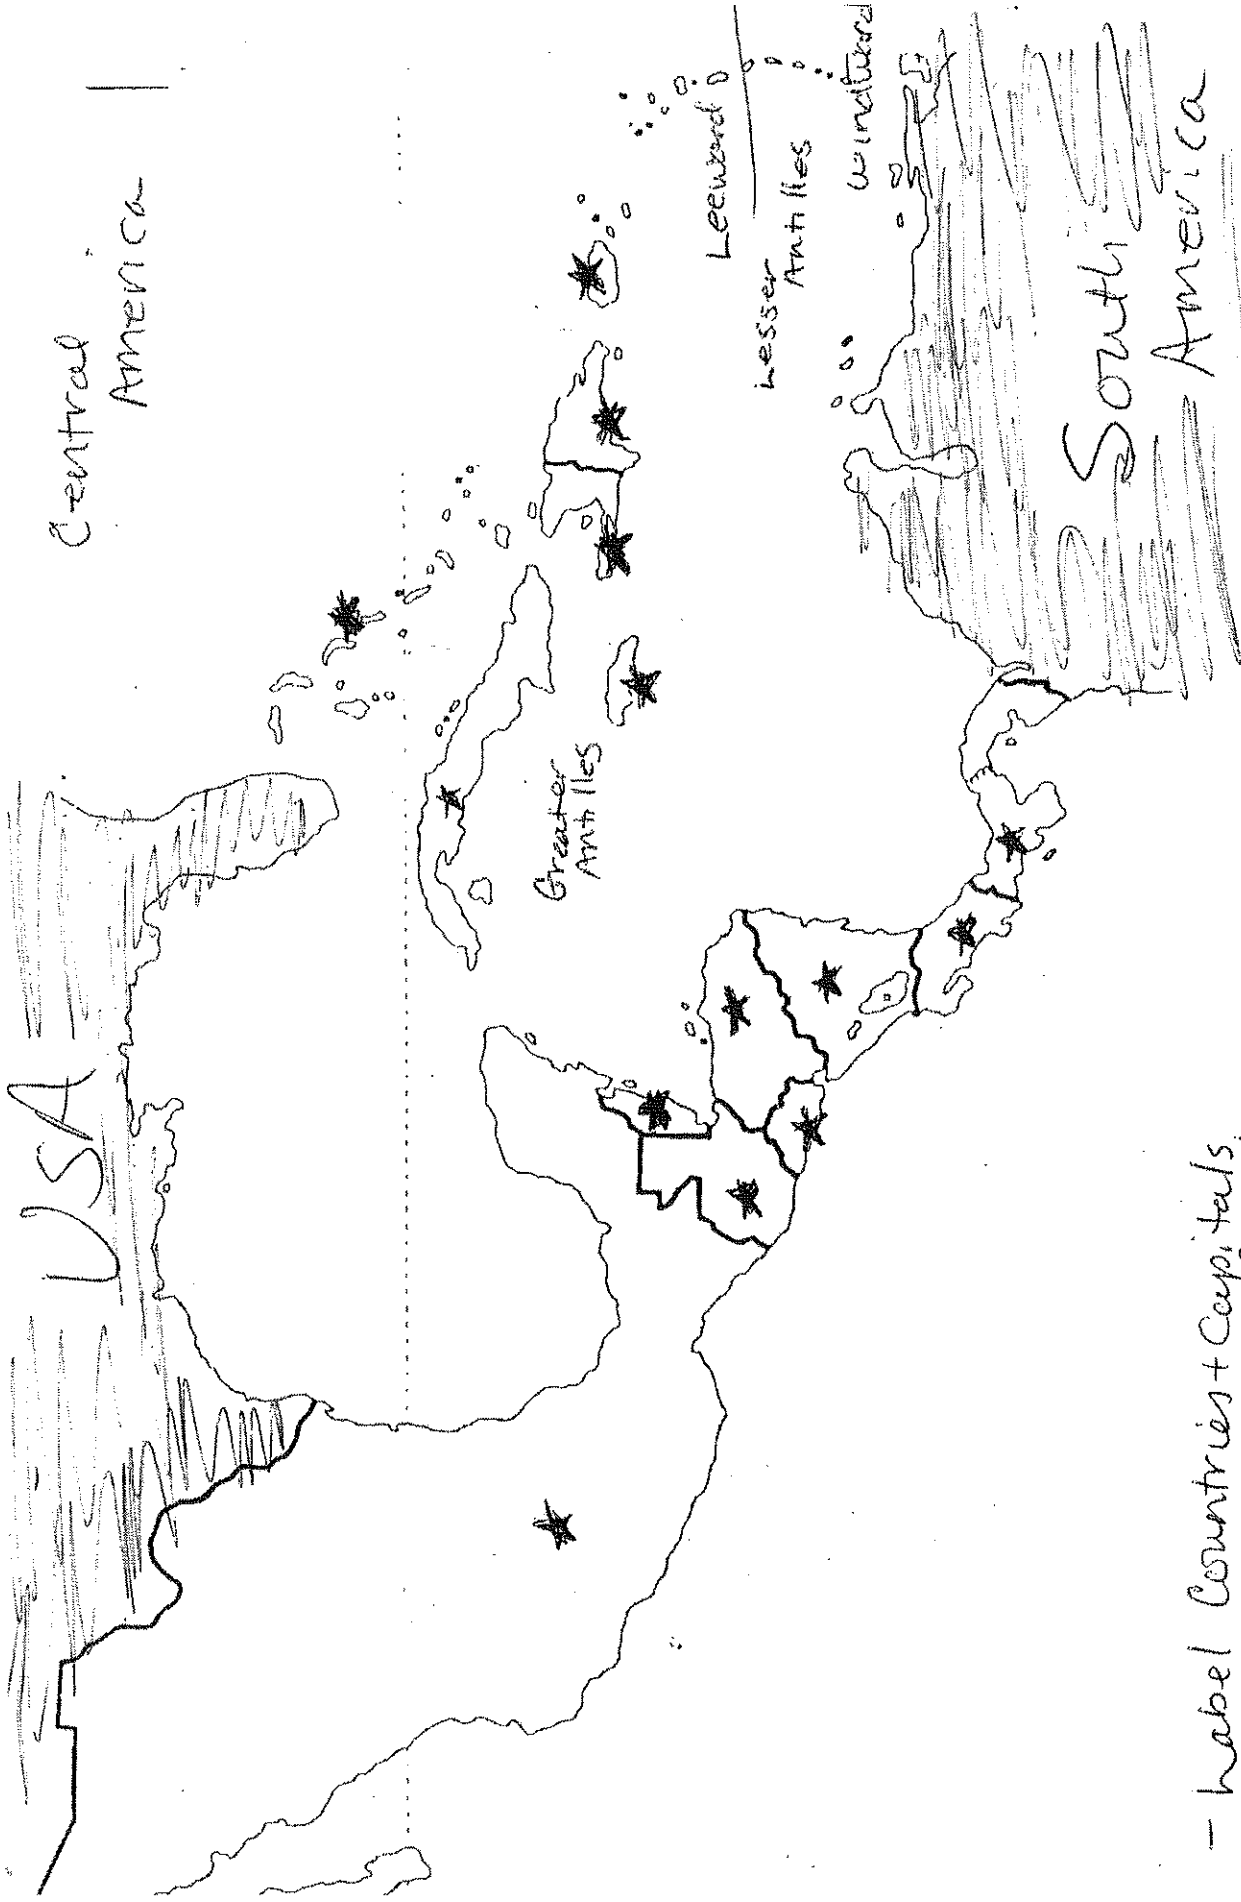 Central
America
USA
Greater
Antilles
Leeward
Lesser
Antilles
Windward
South
America
- Label Countries + Capitals.